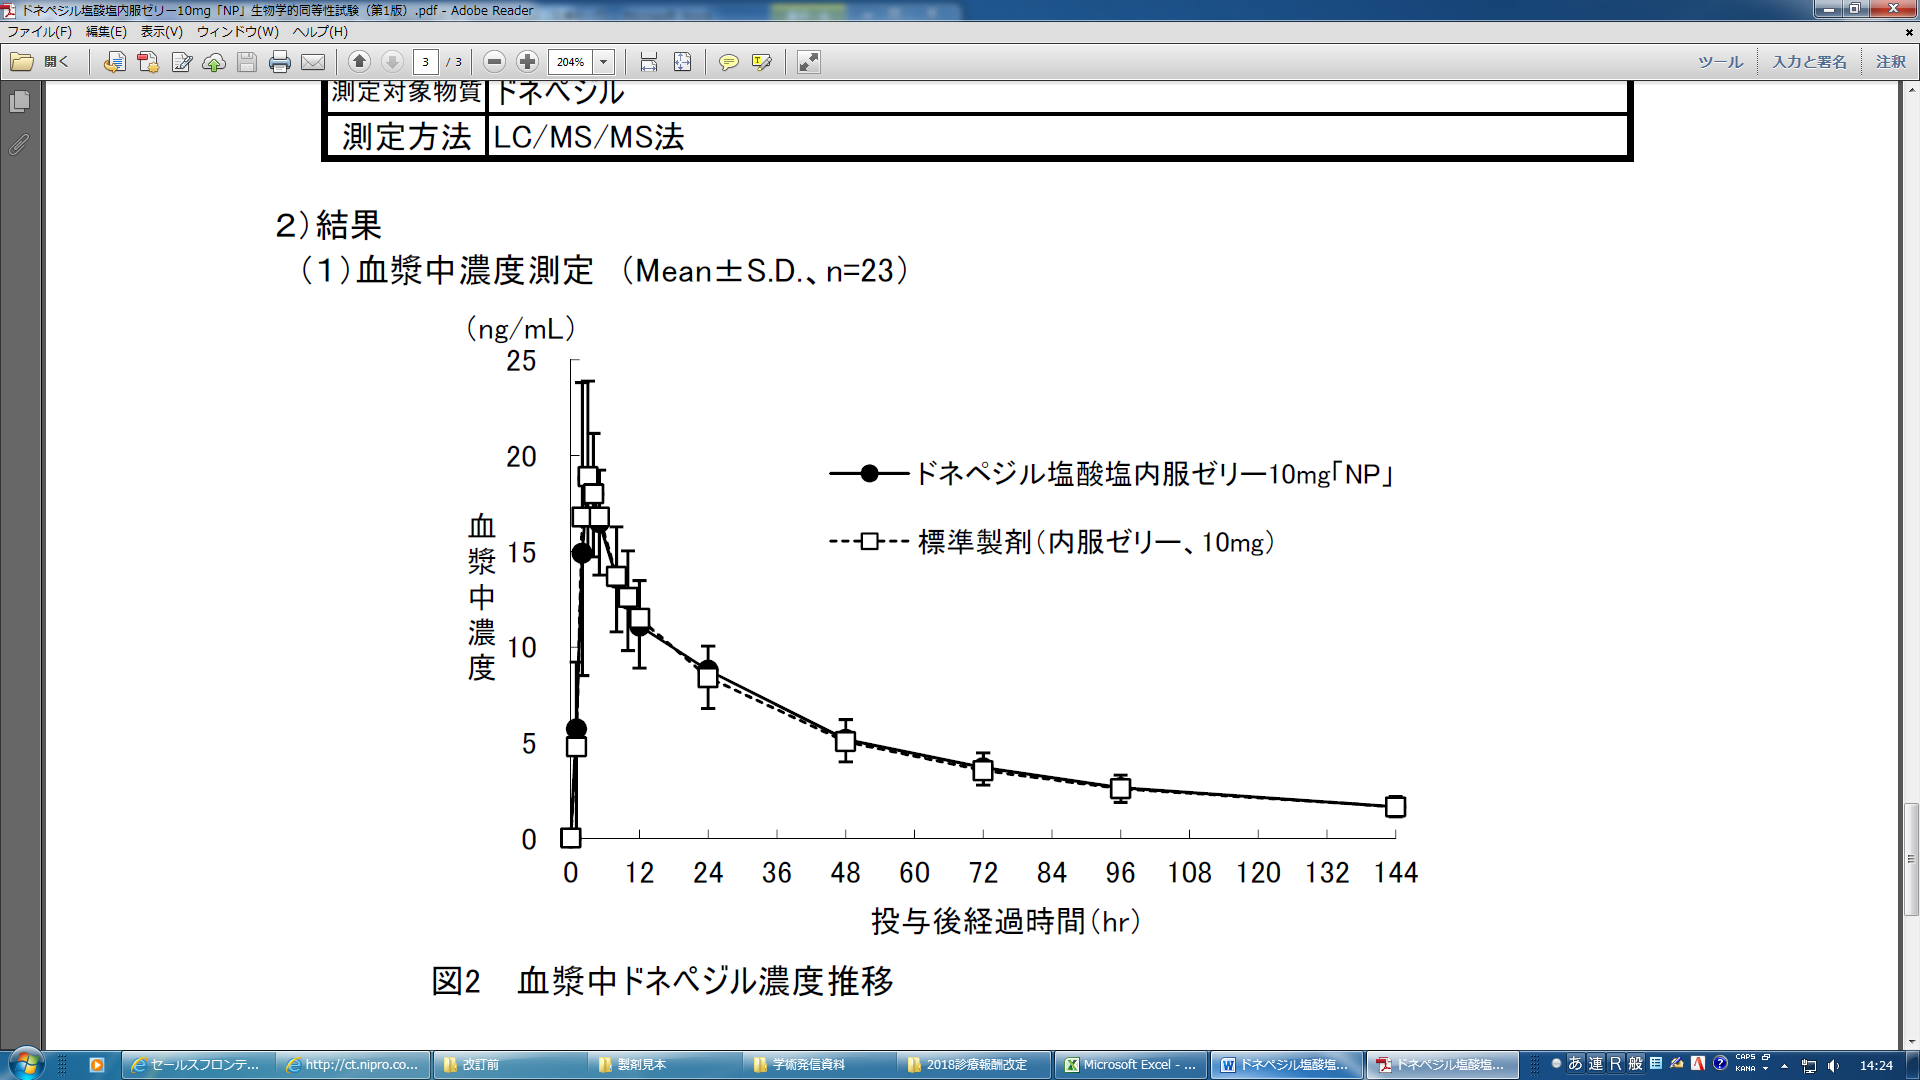 ドネペジル塩酸塩内服ゼリー10mg「NP」生物学的同等性試験（第1版）.pdf - Adobe Reader
ファイル(F) 編集(E) 表示(V) ウィンドウ(W) ヘルプ(H)
開く 3 / 3 204% ツール 入力と署名 注釈
測定対象物質 ドネペジル
測定方法 LC/MS/MS法
2）結果
（1）血漿中濃度測定 （Mean±S.D.、n=23）
（ng/mL）
25
20
15
10
5
0
血漿中濃度
ドネペジル塩酸塩内服ゼリー10mg「NP」
標準製剤（内服ゼリー、10mg）
0 12 24 36 48 60 72 84 96 108 120 132 144
投与後経過時間（hr）
図2 血漿中ドネペジル濃度推移
セールスフロンテ... http://ct.nipro.co... 改訂前 製剤見本 学術発信資料 2018診療報酬改定 Microsoft Excel - ... ドネペジル塩酸塩... ドネペジル塩酸塩... あ 連 R 般 CAPS KANA 14:24